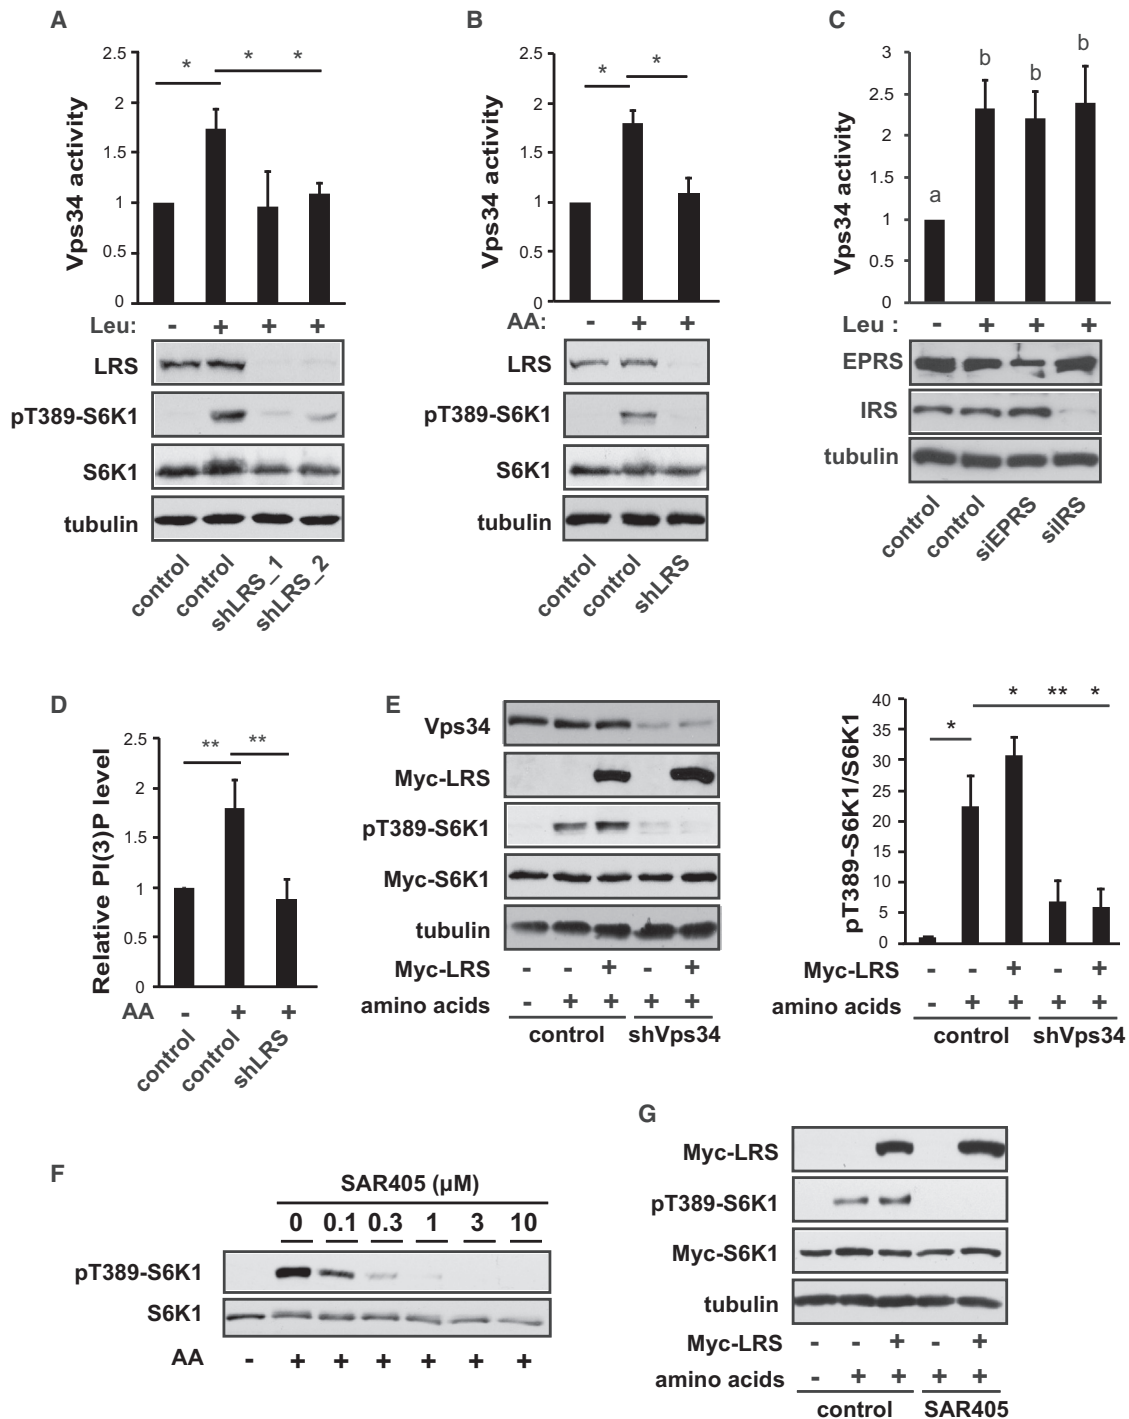 A
Vps34 activity
2.5
2
1.5
1
0.5
0
* * *
Leu: - + + +
LRS
pT389-S6K1
S6K1
tubulin
control control shLRS_1 shLRS_2
B
Vps34 activity
2.5
2
1.5
1
0.5
0
* *
AA: - + +
LRS
pT389-S6K1
S6K1
tubulin
control control shLRS
C
Vps34 activity
3
2.5
2
1.5
1
0.5
0
a b b b
Leu : - + + +
EPRS
IRS
tubulin
control control siEPRS siIRS
D
Relative PI(3)P level
2.5
2
1.5
1
0.5
0
** **
AA - + +
control control shLRS
E
Vps34
Myc-LRS
pT389-S6K1
Myc-S6K1
tubulin
Myc-LRS - - + - +
amino acids - + + + +
control shVps34
pT389-S6K1/S6K1
40
35
30
25
20
15
10
5
0
* * ** *
Myc-LRS - - + - +
amino acids - + + + +
control shVps34
F
SAR405 (µM)
0 0.1 0.3 1 3 10
pT389-S6K1
S6K1
AA - + + + + + +
G
Myc-LRS
pT389-S6K1
Myc-S6K1
tubulin
Myc-LRS - - + - +
amino acids - + + + +
control SAR405